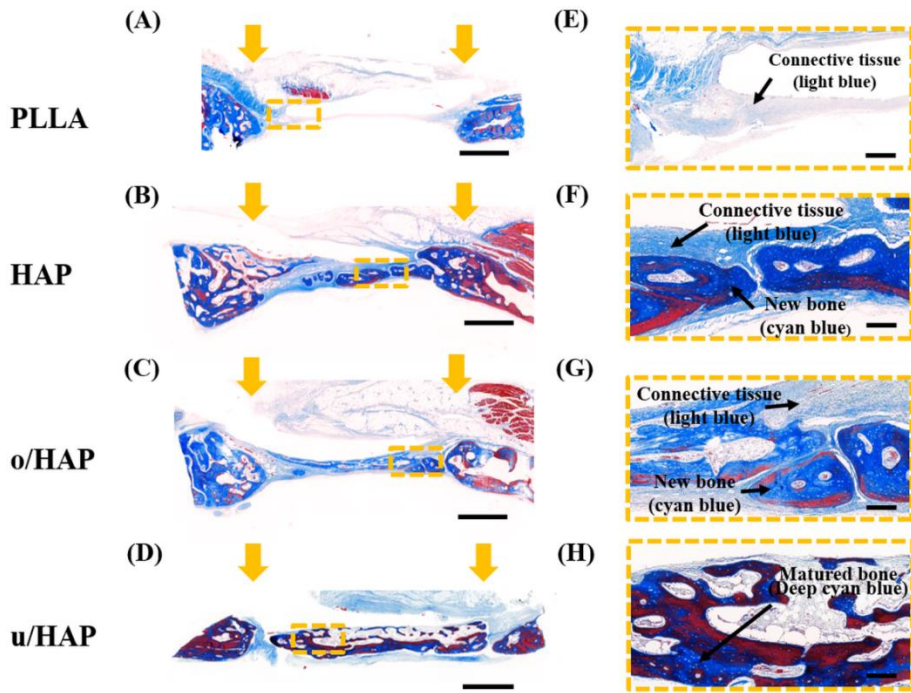 (A)
(E)
PLLA
Connective tissue
(light blue)
(B)
(F)
HAP
Connective tissue
(light blue)
New bone
(cyan blue)
(C)
(G)
o/HAP
Connective tissue
(light blue)
New bone
(cyan blue)
(D)
(H)
u/HAP
Matured bone
(Deep cyan blue)